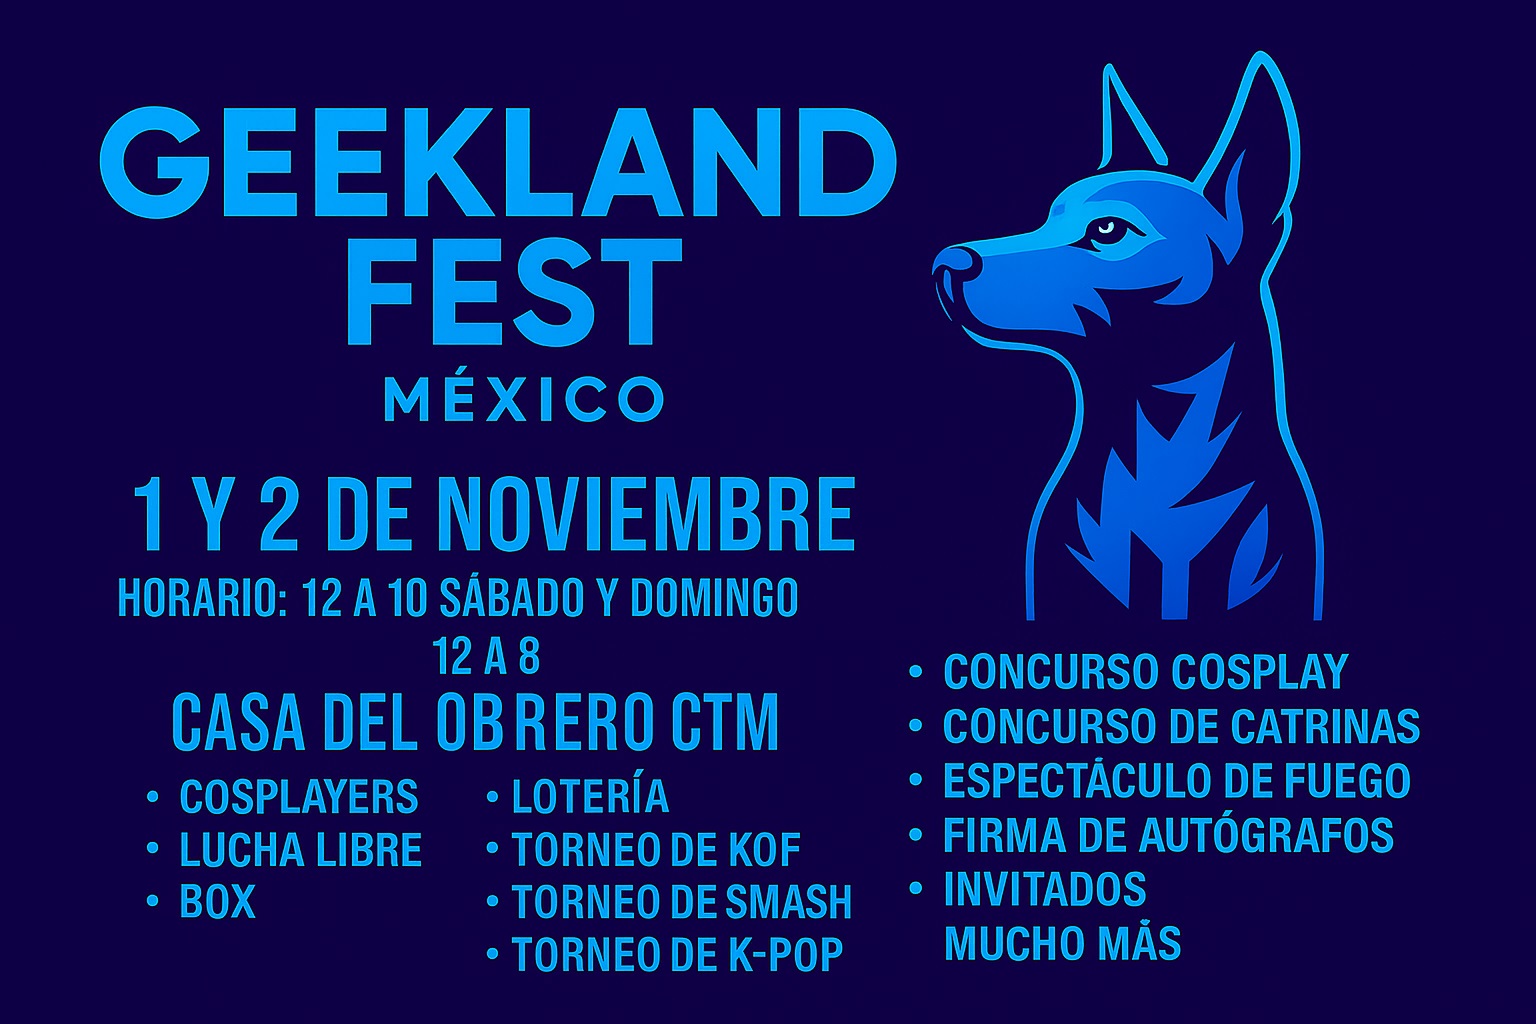 GEEKLAND
FEST
MÉXICO
1 Y 2 DE NOVIEMBRE
HORARIO: 12 A 10 SÁBADO Y DOMINGO
12 A 8
CASA DEL OBRERO CTM
• COSPLAYERS
• LUCHA LIBRE
• BOX
• LOTERÍA
• TORNEO DE KOF
• TORNEO DE SMASH
• TORNEO DE K-POP
• CONCURSO COSPLAY
• CONCURSO DE CATRINAS
• ESPECTÁCULO DE FUEGO
• FIRMA DE AUTÓGRAFOS
• INVITADOS
MUCHO MÁS